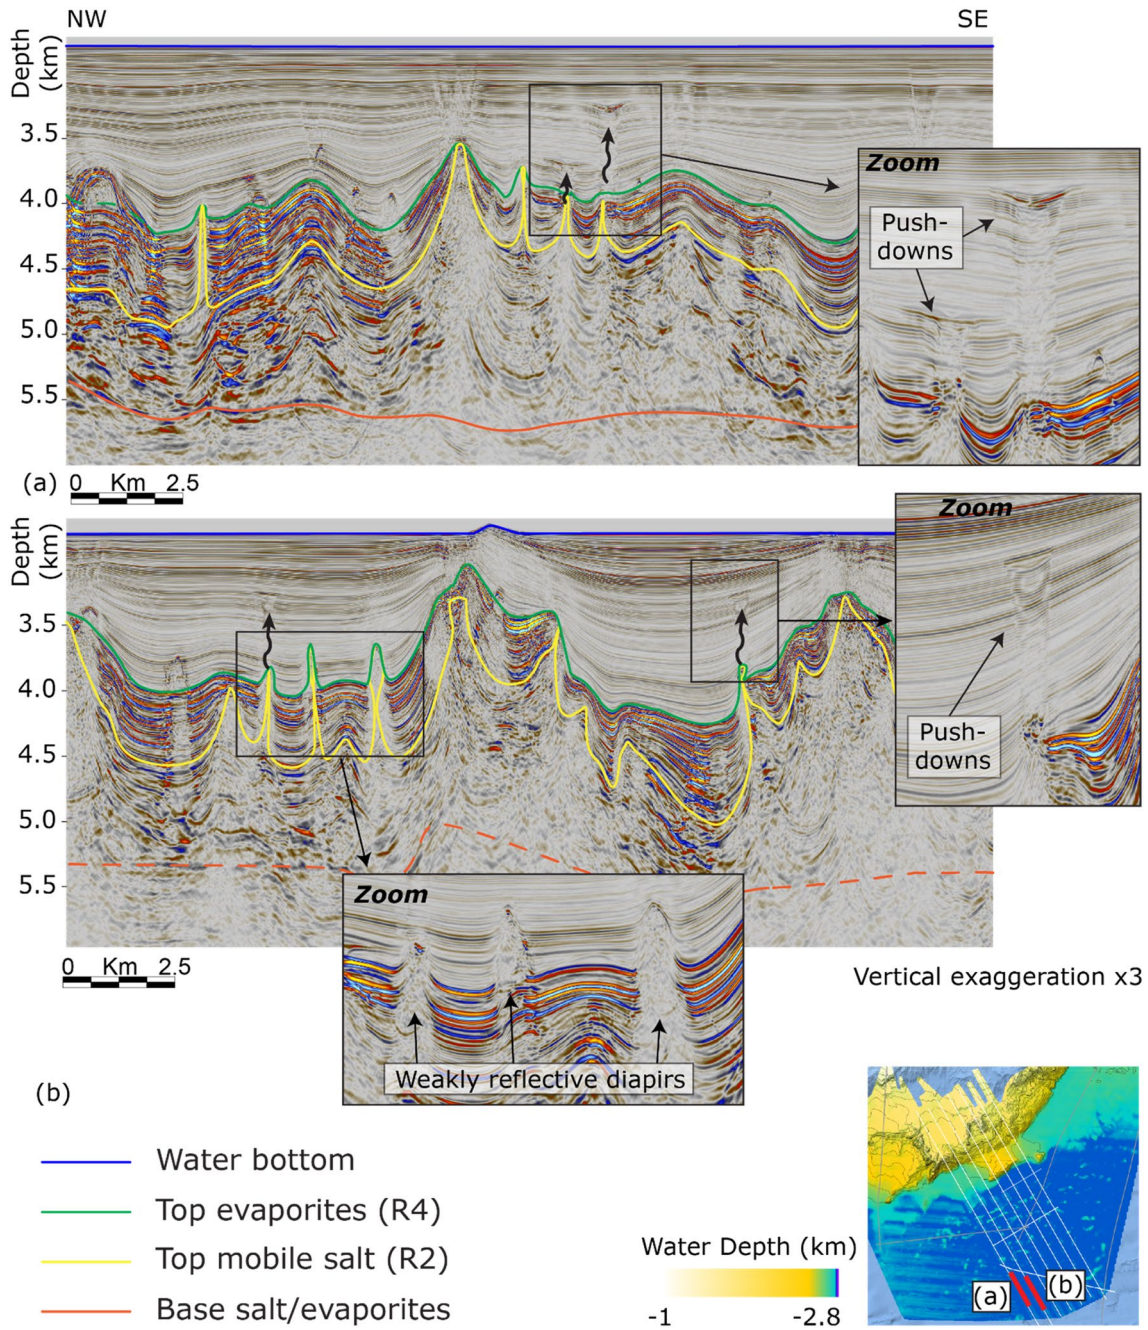 NW
SE
Depth
(km)
3.5
4.0
4.5
5.0
5.5
Zoom
Push-
downs
(a)
0 Km 2.5
Depth
(km)
3.5
4.0
4.5
5.0
5.5
Zoom
Push-
downs
0 Km 2.5
Zoom
Weakly reflective diapirs
Vertical exaggeration x3
(b)
Water bottom
Top evaporites (R4)
Top mobile salt (R2)
Base salt/evaporites
Water Depth (km)
-1
-2.8
(a)
(b)